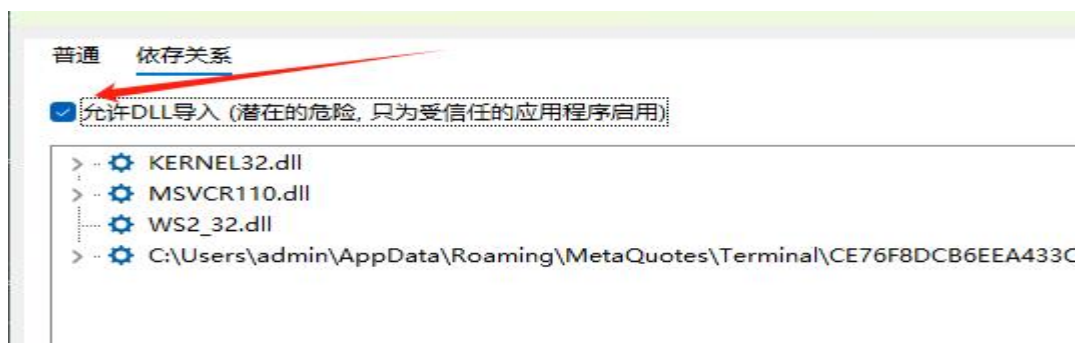 普通 依存关系
允许DLL导入 (潜在的危险, 只为受信任的应用程序启用)
KERNEL32.dll
MSVCR110.dll
WS2_32.dll
C:\Users\admin\AppData\Roaming\MetaQuotes\Terminal\CE76F8DCB6EEA433C